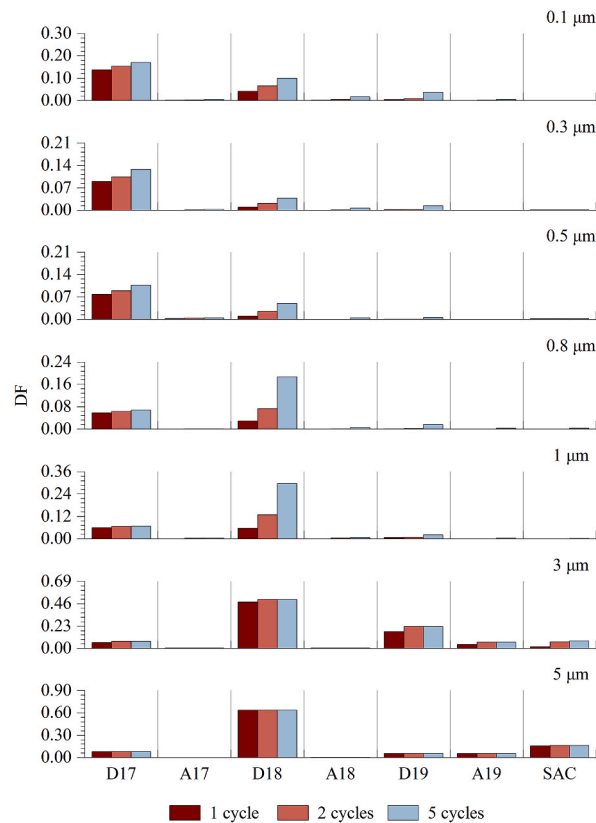 0.1 μm
0.30
0.20
0.10
0.00
0.3 μm
0.21
0.14
0.07
0.00
0.5 μm
0.21
0.14
0.07
0.00
0.8 μm
0.24
0.16
0.08
0.00
DF
1 μm
0.36
0.24
0.12
0.00
3 μm
0.69
0.46
0.23
0.00
5 μm
0.90
0.60
0.30
0.00
D17 A17 D18 A18 D19 A19 SAC
1 cycle 2 cycles 5 cycles